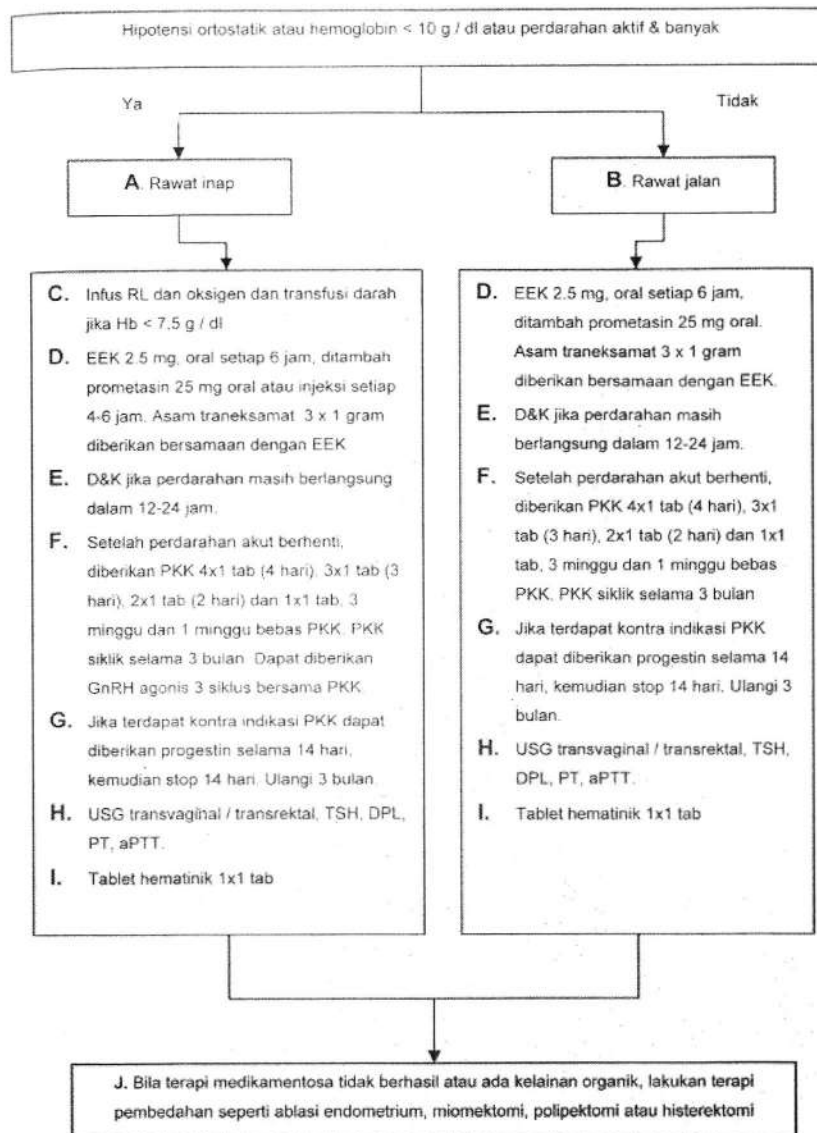 Hipotensi ortostatik atau hemoglobin < 10 g / dl atau perdarahan aktif & banyak
Ya
Tidak
A. Rawat inap
B. Rawat jalan
C. Infus RL dan oksigen dan transfusi darah
jika Hb < 7,5 g / dl
D. EEK 2.5 mg, oral setiap 6 jam, ditambah
prometasin 25 mg oral atau injeksi setiap
4-6 jam. Asam traneksamat 3 x 1 gram
diberikan bersamaan dengan EEK
E. D&K jika perdarahan masih berlangsung
dalam 12-24 jam.
F. Setelah perdarahan akut berhenti,
diberikan PKK 4x1 tab (4 hari), 3x1 tab (3
hari), 2x1 tab (2 hari) dan 1x1 tab, 3
minggu dan 1 minggu bebas PKK. PKK
siklik selama 3 bulan. Dapat diberikan
GnRH agonis 3 siklus bersama PKK
G. Jika terdapat kontra indikasi PKK dapat
diberikan progestin selama 14 hari,
kemudian stop 14 hari. Ulangi 3 bulan.
H. USG transvaginal / transrektal, TSH, DPL,
PT, aPTT.
I. Tablet hematinik 1x1 tab
D. EEK 2.5 mg, oral setiap 6 jam,
ditambah prometasin 25 mg oral.
Asam traneksamat 3 x 1 gram
diberikan bersamaan dengan EEK.
E. D&K jika perdarahan masih
berlangsung dalam 12-24 jam.
F. Setelah perdarahan akut berhenti,
diberikan PKK 4x1 tab (4 hari), 3x1
tab (3 hari), 2x1 tab (2 hari) dan 1x1
tab, 3 minggu dan 1 minggu bebas
PKK. PKK siklik selama 3 bulan
G. Jika terdapat kontra indikasi PKK
dapat diberikan progestin selama 14
hari, kemudian stop 14 hari. Ulangi 3
bulan.
H. USG transvaginal / transrektal, TSH,
DPL, PT, aPTT.
I. Tablet hematinik 1x1 tab
J. Bila terapi medikamentosa tidak berhasil atau ada kelainan organik, lakukan terapi
pembedahan seperti ablasi endometrium, miomektomi, polipektomi atau histerektomi